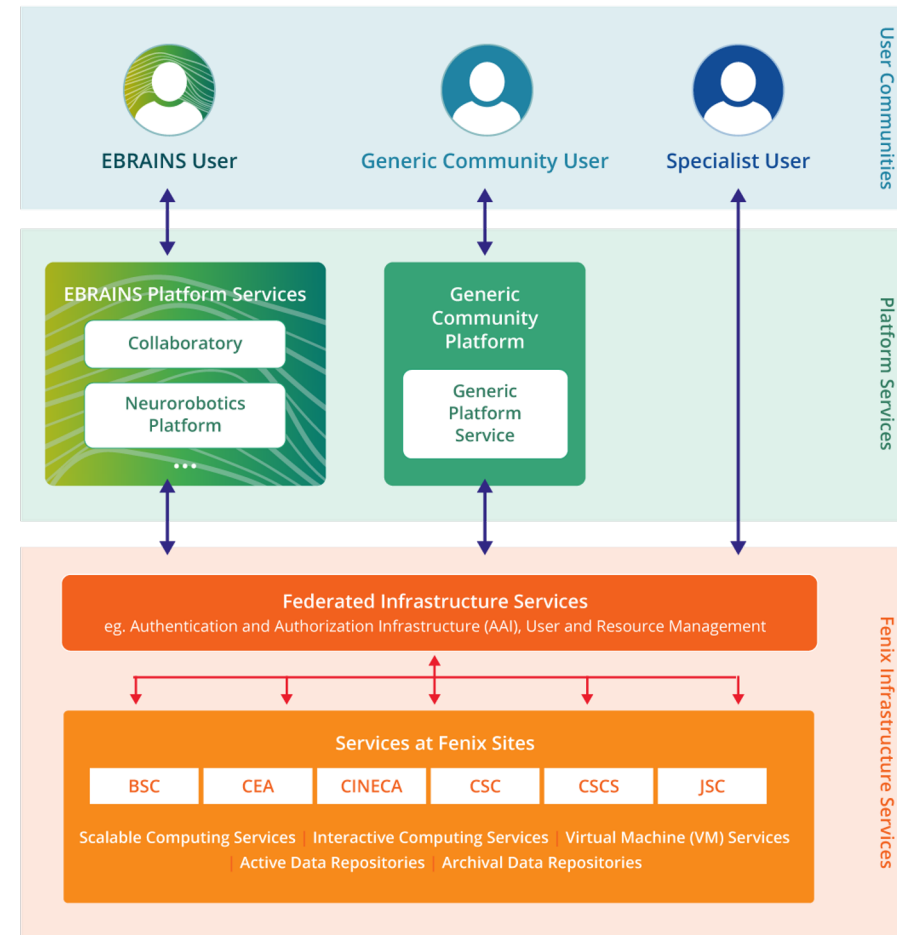 User Communities
EBRAINS User
Generic Community User
Specialist User
Platform Services
EBRAINS Platform Services
Collaboratory
Neurorobotics
Platform
...
Generic
Community
Platform
Generic
Platform
Service
Fenix Infrastructure Services
Federated Infrastructure Services
eg. Authentication and Authorization Infrastructure (AAI), User and Resource Management
Services at Fenix Sites
BSC
CEA
CINECA
CSC
CSCS
JSC
Scalable Computing Services | Interactive Computing Services | Virtual Machine (VM) Services
| Active Data Repositories | Archival Data Repositories